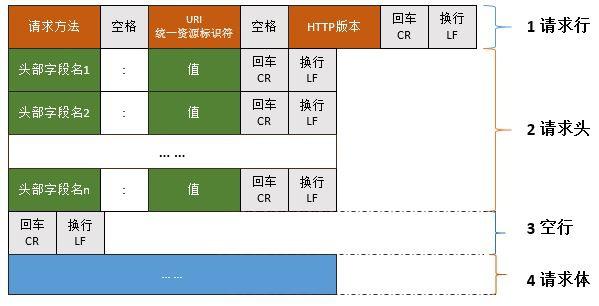 请求方法 空格 URI 统一资源标识符 空格 HTTP版本 回车 CR 换行 LF 1 请求行
头部字段名1 : 值 回车 CR 换行 LF
头部字段名2 : 值 回车 CR 换行 LF
2 请求头
... ...
头部字段名n : 值 回车 CR 换行 LF
回车 CR 换行 LF 3 空行
... ... 4 请求体